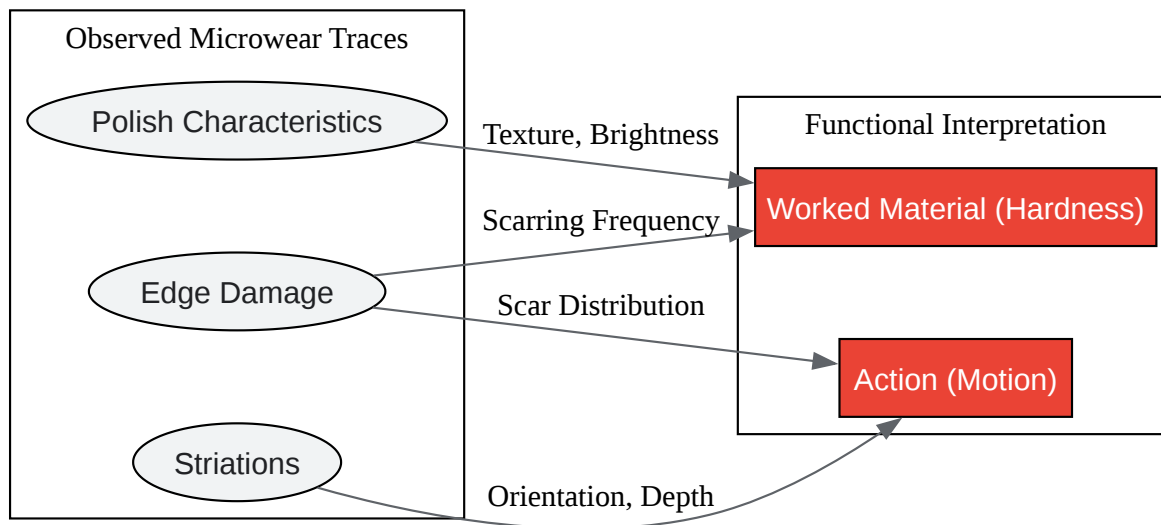 Observed Microwear Traces
Polish Characteristics
Texture, Brightness
Functional Interpretation
Worked Material (Hardness)
Scarring Frequency
Edge Damage
Scar Distribution
Action (Motion)
Striations
Orientation, Depth